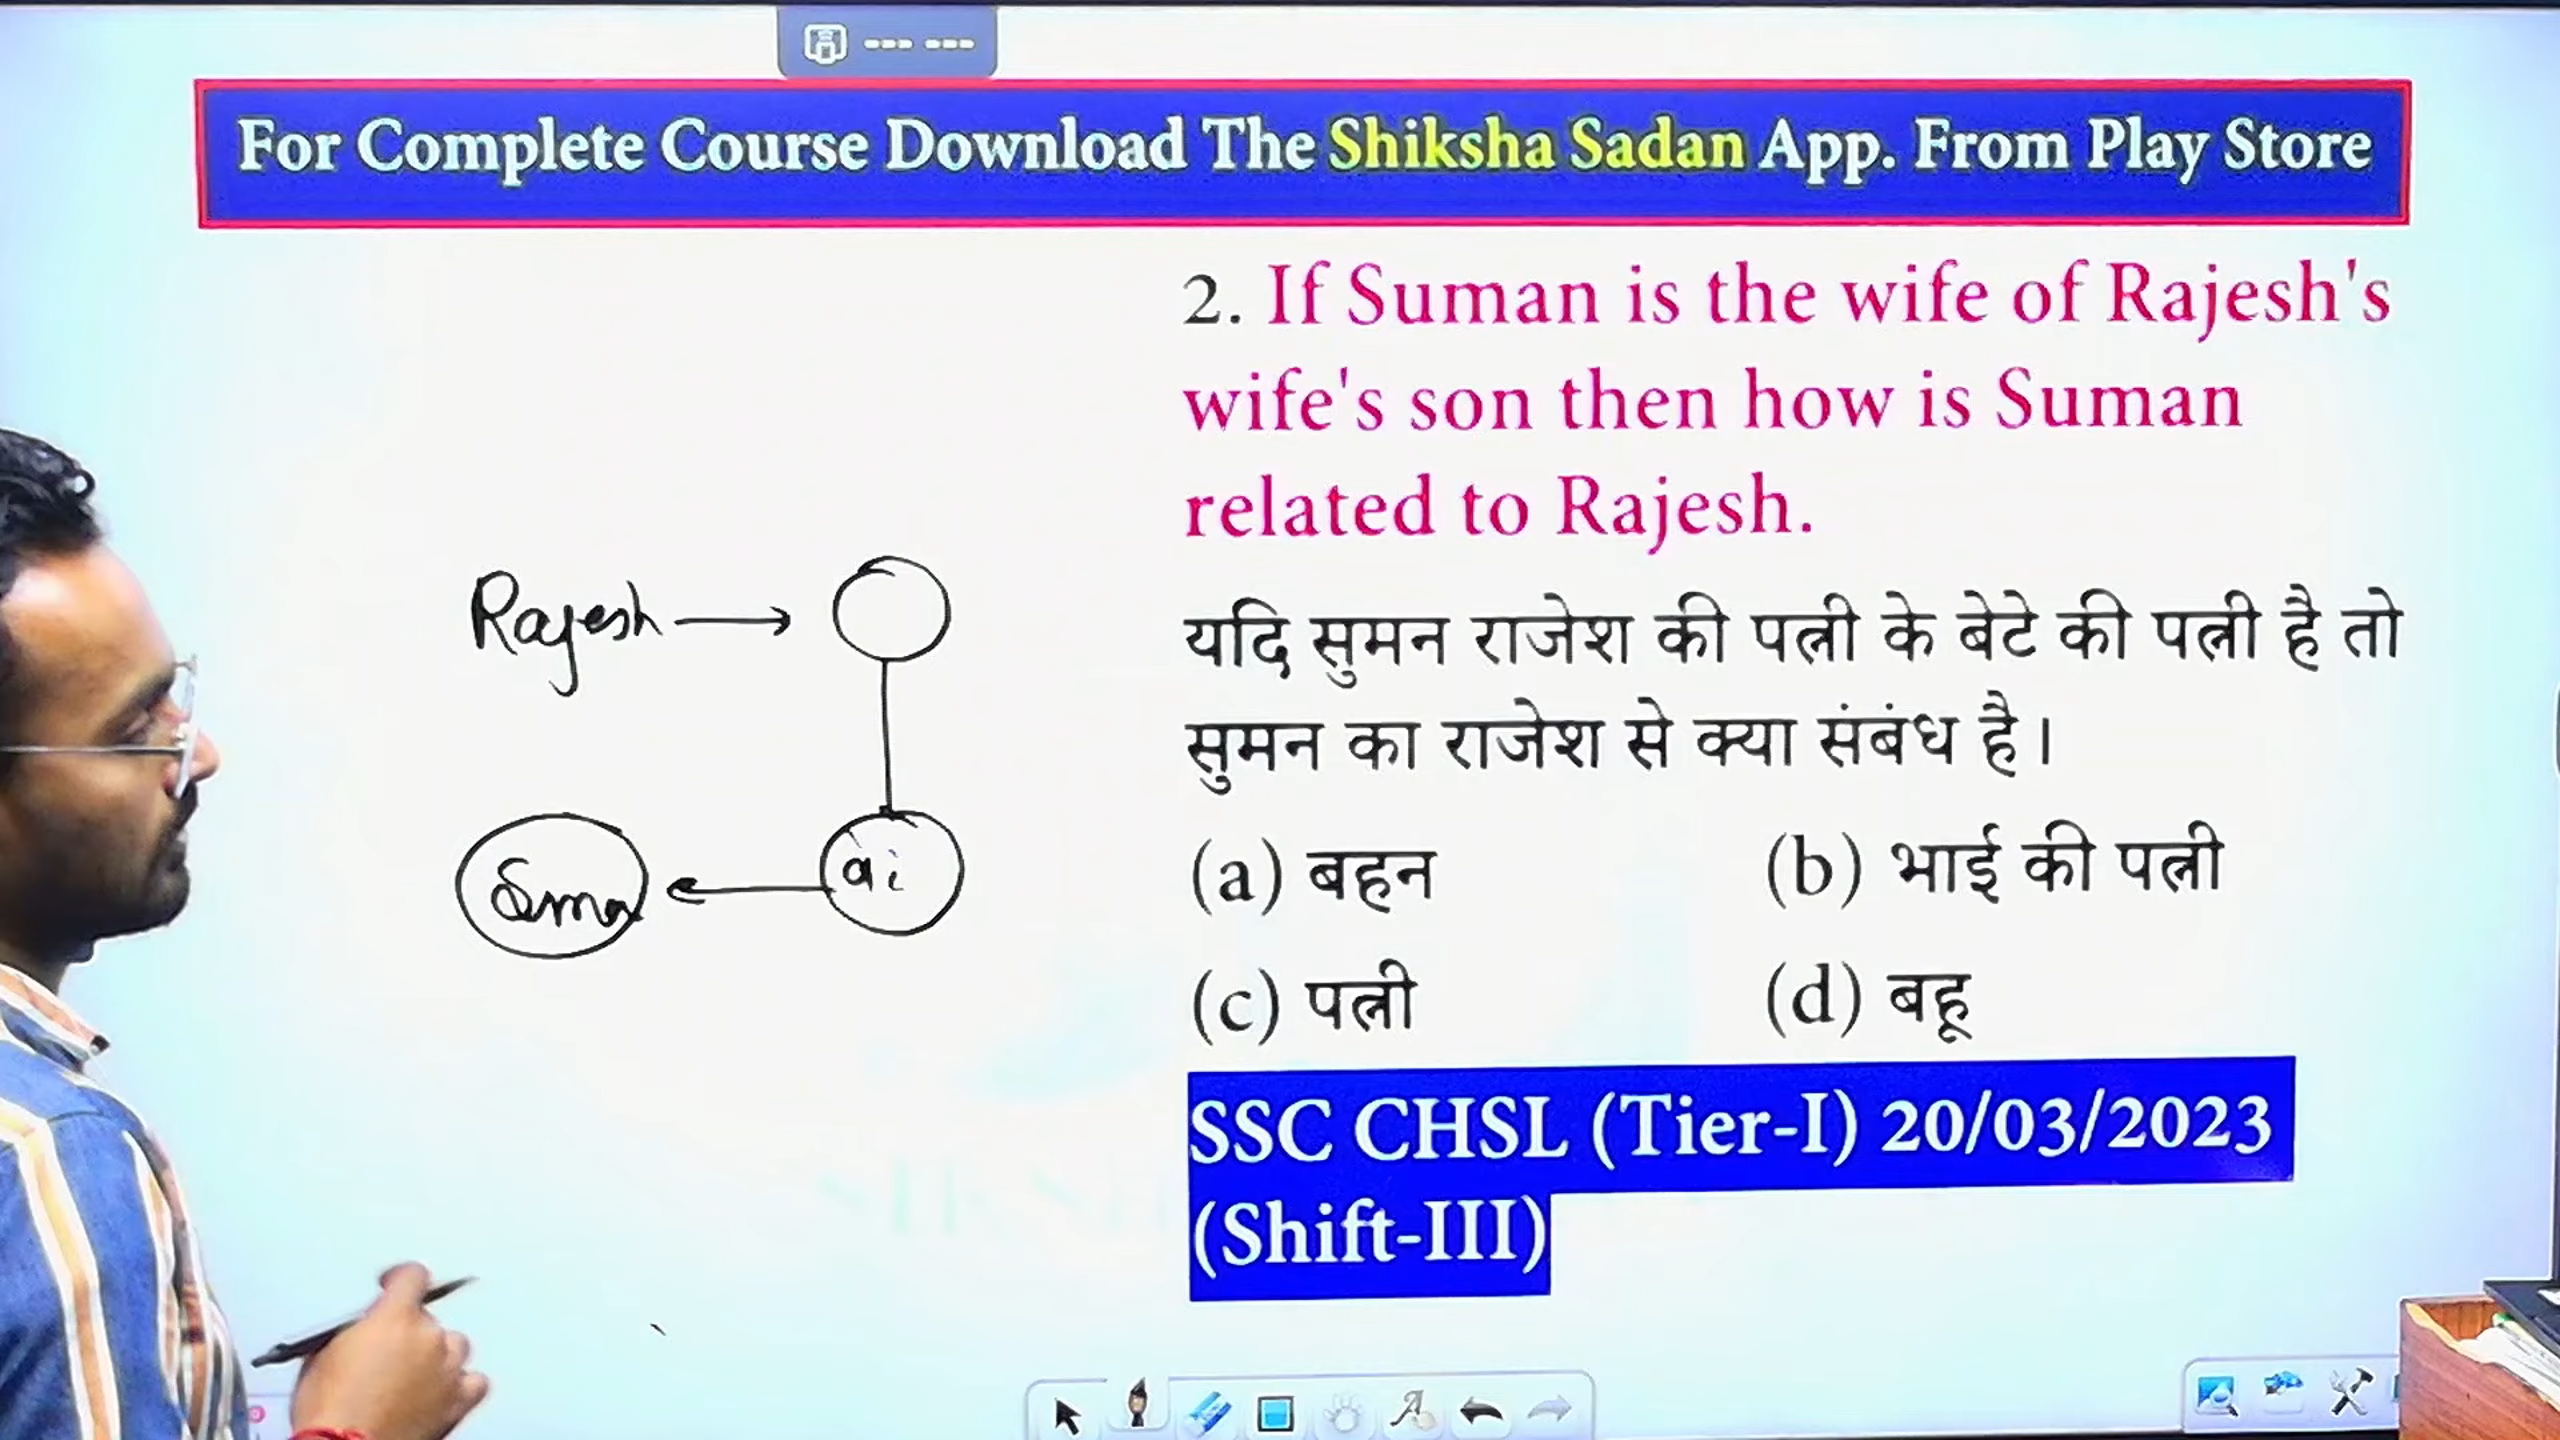 For Complete Course Download The Shiksha Sadan App. From Play Store
2. If Suman is the wife of Rajesh's
wife's son then how is Suman
related to Rajesh.
यदि सुमन राजेश की पत्नी के बेटे की पत्नी है तो
सुमन का राजेश से क्या संबंध है।
(a) बहन (b) भाई की पत्नी
(c) पत्नी (d) बहू
SSC CHSL (Tier-I) 20/03/2023
(Shift-III)
Rajesh